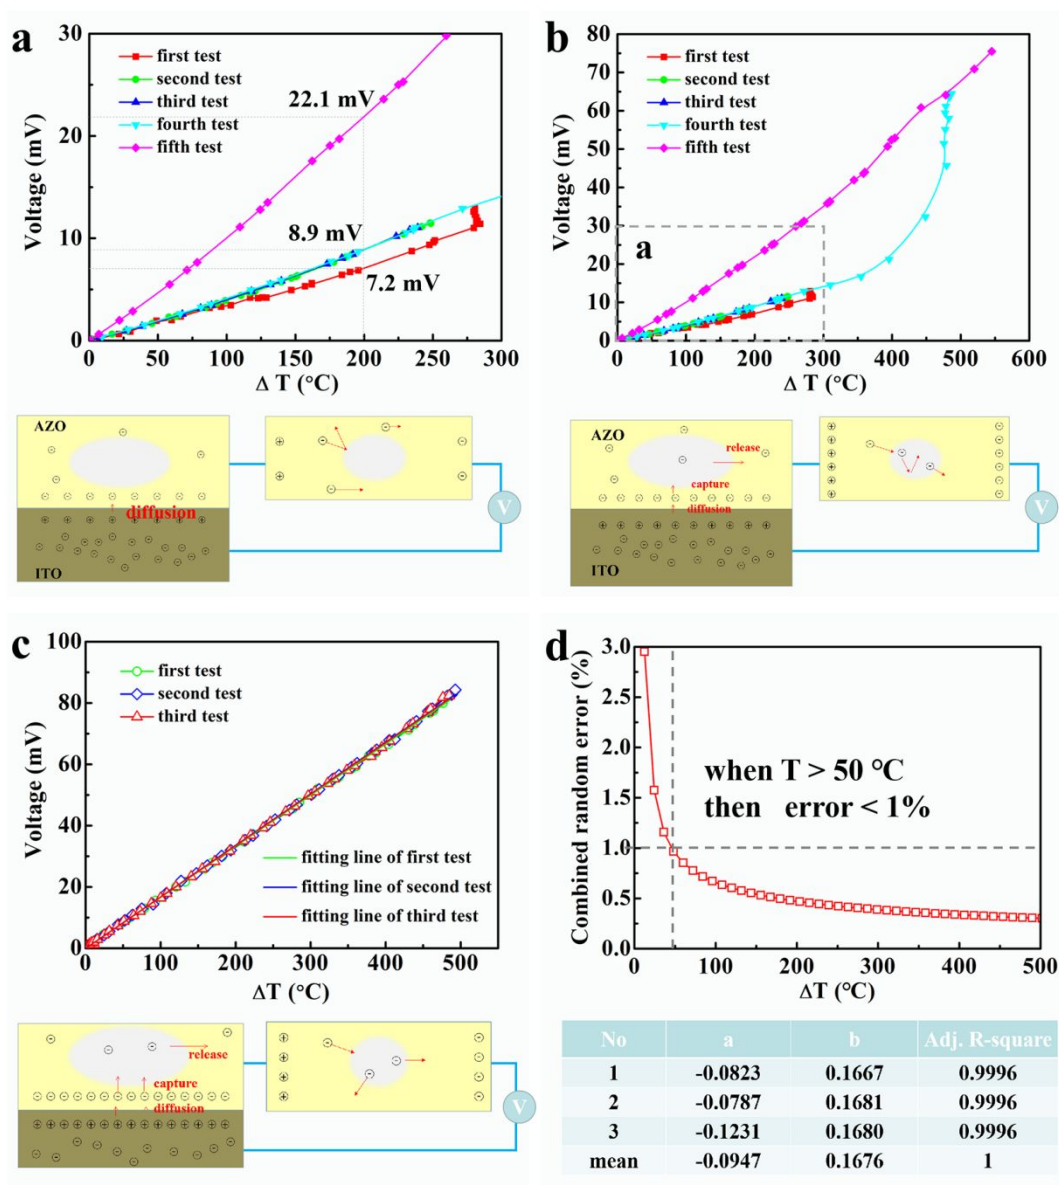 a
30
20
10
0
Voltage (mV)
first test
second test
third test
fourth test
fifth test
22.1 mV
8.9 mV
7.2 mV
0 50 100 150 200 250 300
Δ T (°C)
AZO
diffusion
ITO
V
b
80
70
60
50
40
30
20
10
0
Voltage (mV)
first test
second test
third test
fourth test
fifth test
a
0 100 200 300 400 500 600
Δ T (°C)
AZO
release
capture
diffusion
ITO
V
c
100
80
60
40
20
0
Voltage (mV)
first test
second test
third test
fitting line of first test
fitting line of second test
fitting line of third test
0 100 200 300 400 500
ΔT (°C)
release
capture
diffusion
V
d
3.0
2.5
2.0
1.5
1.0
0.5
0.0
Combined random error (%)
when T > 50 °C
then error < 1%
0 100 200 300 400 500
ΔT (°C)
No a b Adj. R-square
1 -0.0823 0.1667 0.9996
2 -0.0787 0.1681 0.9996
3 -0.1231 0.1680 0.9996
mean -0.0947 0.1676 1